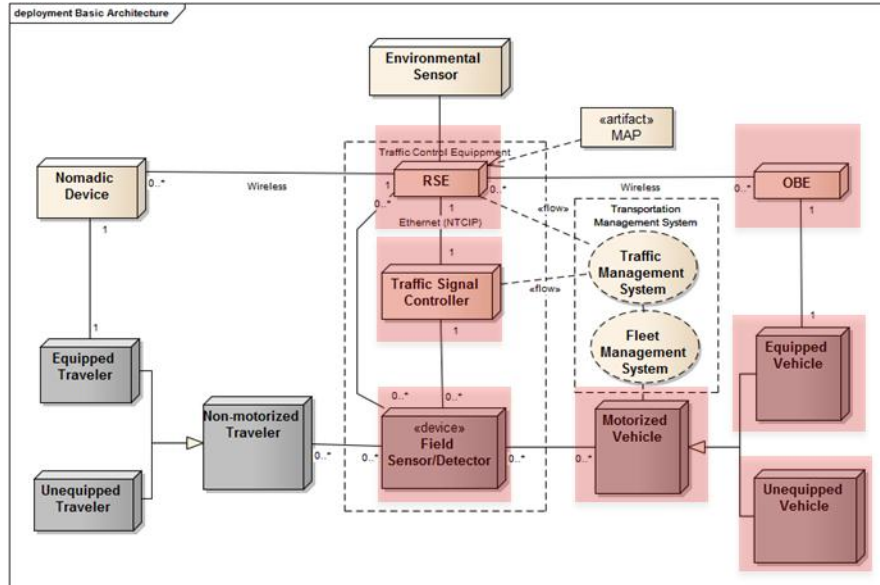 deployment Basic Architecture
Environmental
Sensor
«artifact»
MAP
Traffic Control Equippment
Nomadic
Device
0..*
Wireless
1
RSE
0..*
0..*
Wireless
0..*
OBE
1
1
1
Ethernet (NTCIP)
«flow»
Transportation
Management System
Traffic
Management
System
1
Traffic Signal
Controller
«flow»
1
Fleet
Management
System
1
1
Equipped
Traveler
Equipped
Vehicle
0..*
0..*
Non-motorized
Traveler
«device»
Field
Sensor/Detector
Motorized
Vehicle
0..*
0..*
0..*
0..*
Unequipped
Traveler
Unequipped
Vehicle